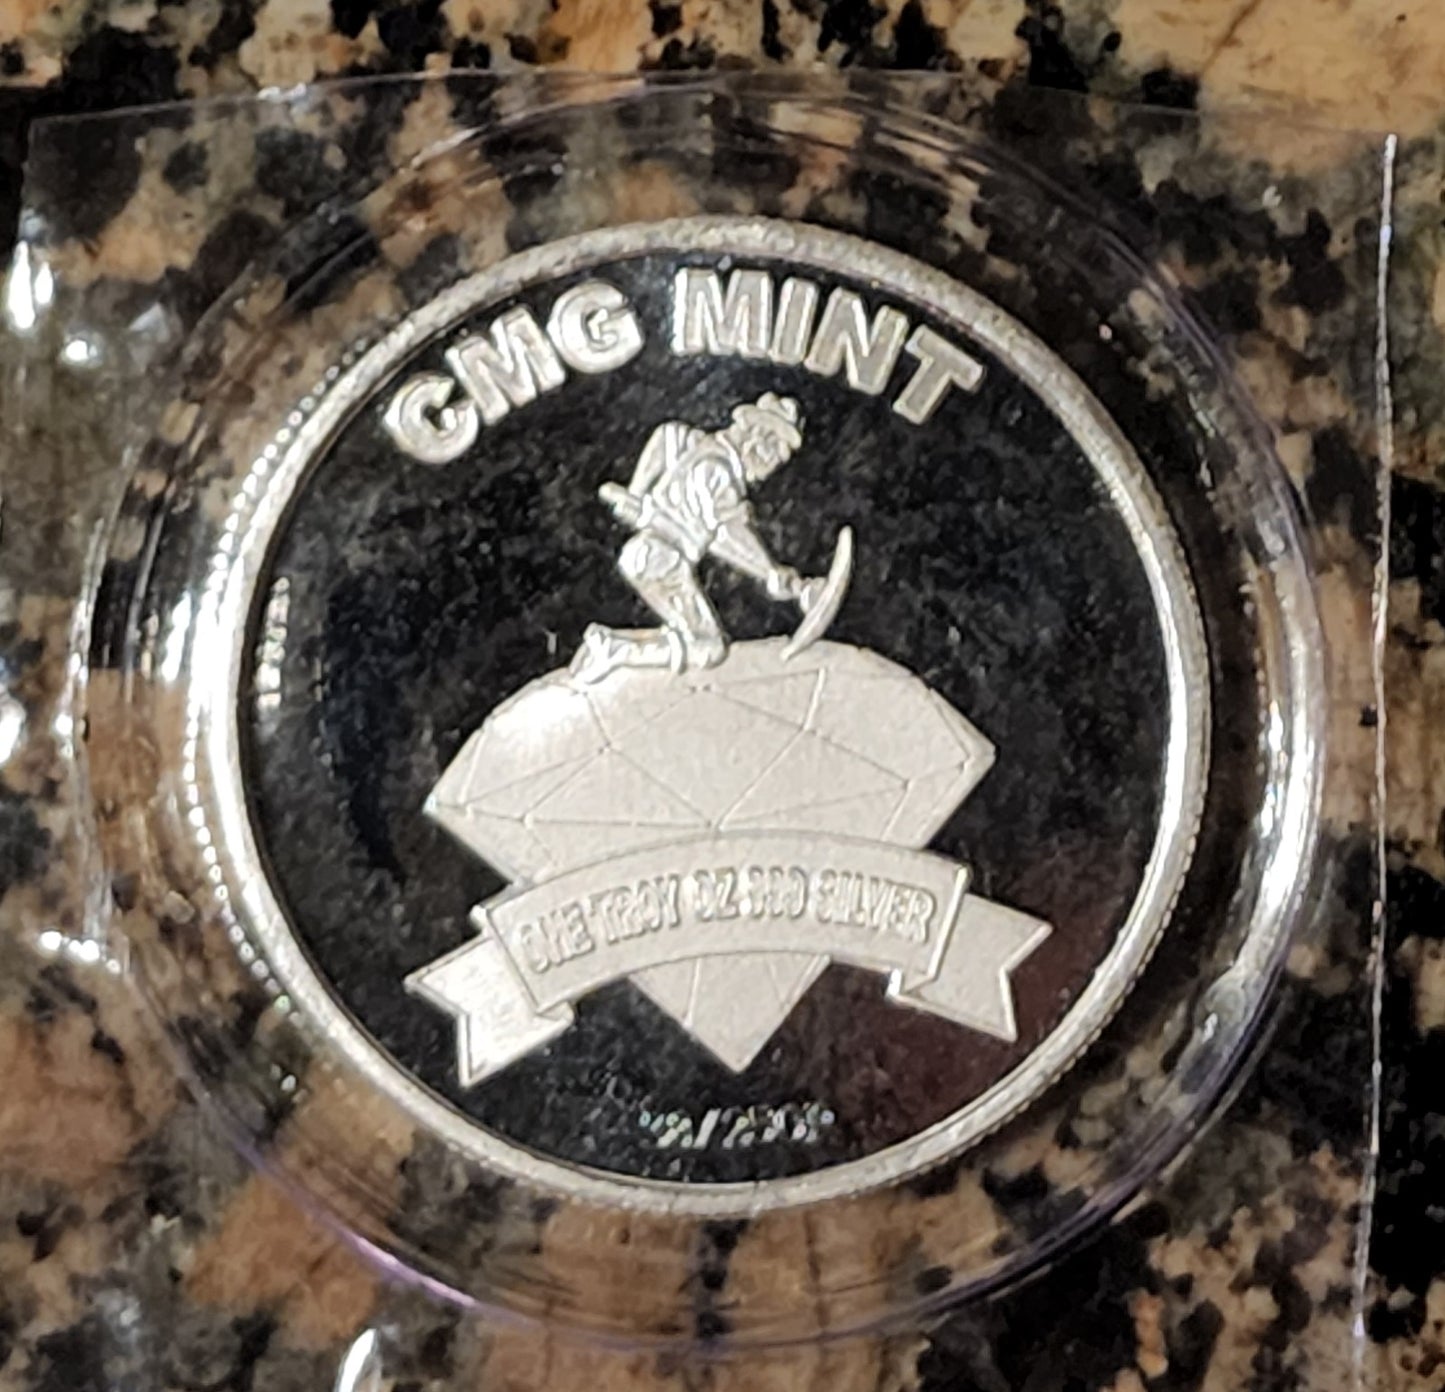 CMG MINT
ONE TROY OZ 999 SILVER